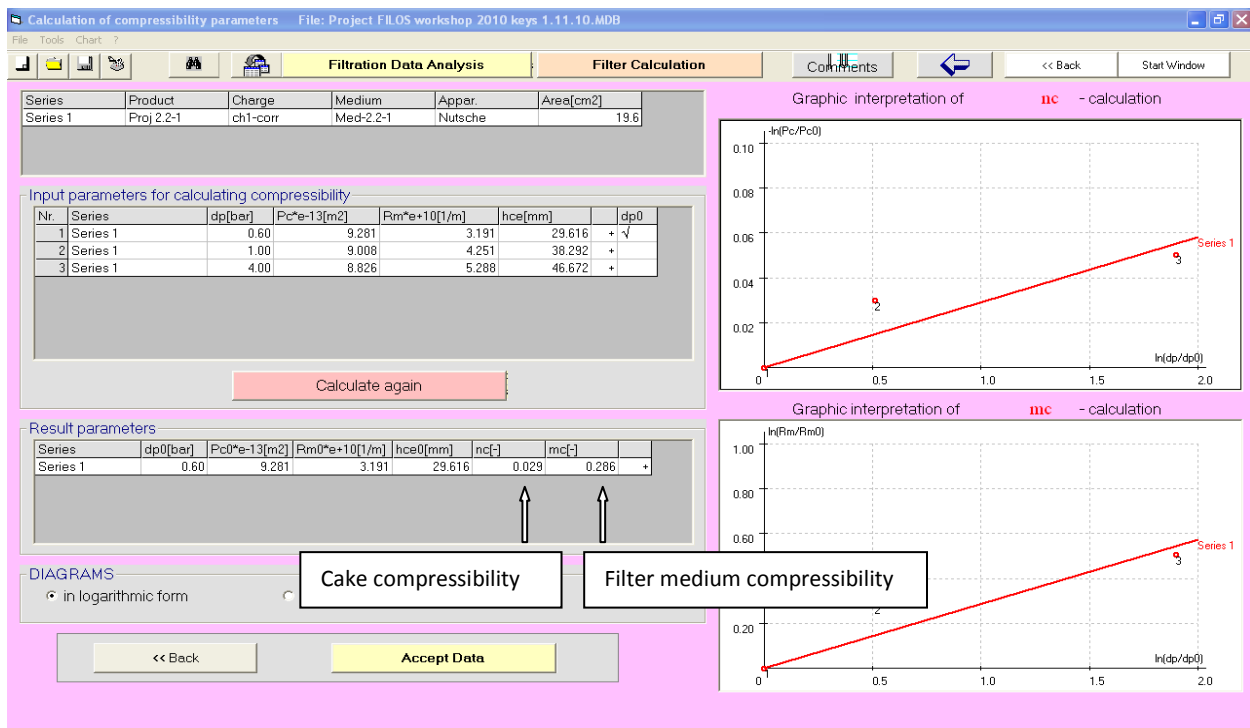 Calculation of compressibility parameters File: Project FILOS workshop 2010 keys 1.11.10.MDB
File Tools Chart ?
Filtration Data Analysis Filter Calculation Comments << Back Start Window
Series Product Charge Medium Appar. Area[cm2]
Series 1 Proj 2.2-1 ch1-corr Med-2.2-1 Nutsche 19.6
Input parameters for calculating compressibility
Nr. Series dp[bar] Pc*e-13[m2] Rm*e+10[1/m] hce[mm] dp0
1 Series 1 0.60 9.281 3.191 29.616 + √
2 Series 1 1.00 9.008 4.251 38.292 +
3 Series 1 4.00 8.826 5.288 46.672 +
Calculate again
Result parameters
Series dp0[bar] Pc0*e-13[m2] Rm0*e+10[1/m] hce0[mm] nc[-] mc[-]
Series 1 0.60 9.281 3.191 29.616 0.029 0.286 +
Cake compressibility
Filter medium compressibility
DIAGRAMS
in logarithmic form
<< Back Accept Data
Graphic interpretation of nc - calculation
-ln(Pc/Pc0)
0.10
0.08
0.06
Series 1
3
0.04
2
0.02
ln(dp/dp0)
1
0 0.5 1.0 1.5 2.0
Graphic interpretation of mc - calculation
ln(Rm/Rm0)
1.00
0.80
0.60
Series 1
3
2
0.20
ln(dp/dp0)
1
0 0.5 1.0 1.5 2.0